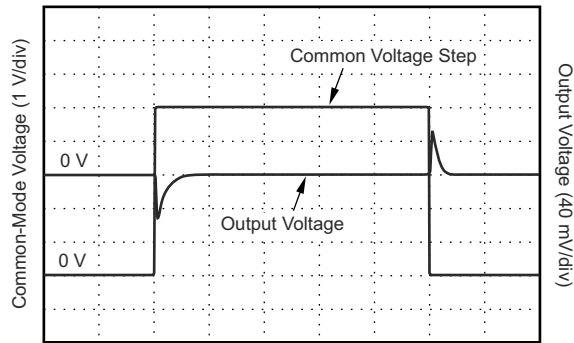 Common-Mode Voltage (1 V/div)
Common Voltage Step
0 V
Output Voltage
0 V
Output Voltage (40 mV/div)